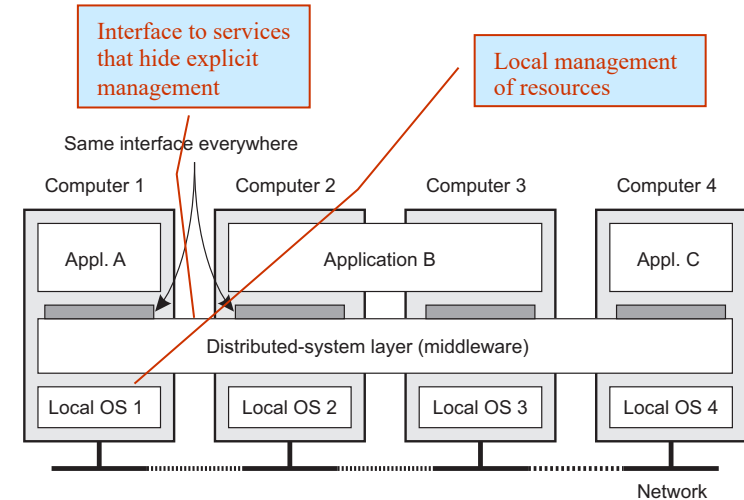 Interface to services
that hide explicit
management
Local management
of resources
Same interface everywhere
Computer 1
Computer 2
Computer 3
Computer 4
Appl. A
Application B
Appl. C
Distributed-system layer (middleware)
Local OS 1
Local OS 2
Local OS 3
Local OS 4
Network